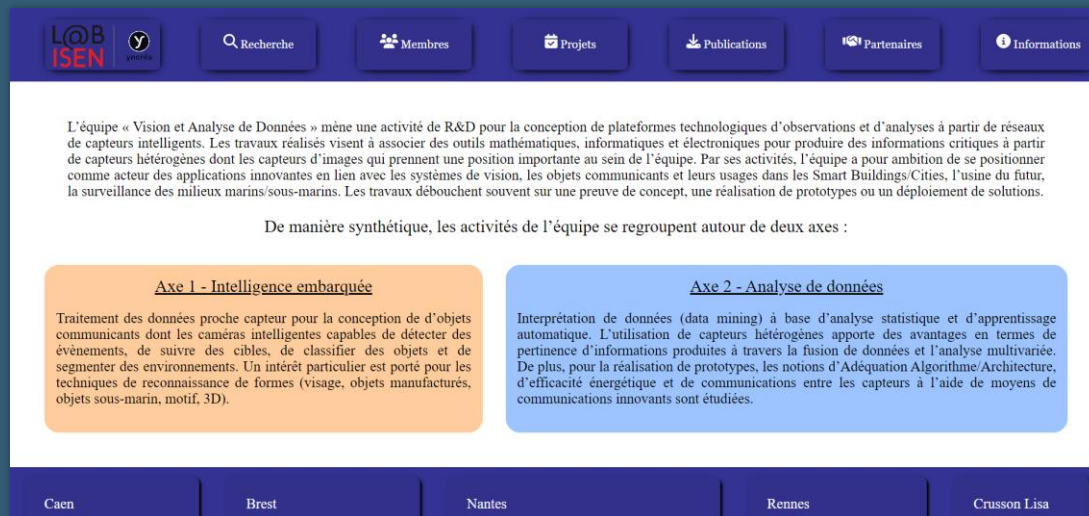 L@B
ISEN
yncréa
Recherche
Membres
Projets
Publications
Partenaires
Informations
L'équipe « Vision et Analyse de Données » mène une activité de R&D pour la conception de plateformes technologiques d'observations et d'analyses à partir de réseaux
de capteurs intelligents. Les travaux réalisés visent à associer des outils mathématiques, informatiques et électroniques pour produire des informations critiques à partir
de capteurs hétérogènes dont les capteurs d'images qui prennent une position importante au sein de l'équipe. Par ses activités, l'équipe a pour ambition de se positionner
comme acteur des applications innovantes en lien avec les systèmes de vision, les objets communicants et leurs usages dans les Smart Buildings/Cities, l'usine du futur,
la surveillance des milieux marins/sous-marins. Les travaux débouchent souvent sur une preuve de concept, une réalisation de prototypes ou un déploiement de solutions.
De manière synthétique, les activités de l'équipe se regroupent autour de deux axes :
Axe 1 - Intelligence embarquée
Traitement des données proche capteur pour la conception de d'objets
communicants dont les caméras intelligentes capables de détecter des
évènements, de suivre des cibles, de classifier des objets et de
segmenter des environnements. Un intérêt particulier est porté pour les
techniques de reconnaissance de formes (visage, objets manufacturés,
objets sous-marin, motif, 3D).
Axe 2 - Analyse de données
Interprétation de données (data mining) à base d'analyse statistique et d'apprentissage
automatique. L'utilisation de capteurs hétérogènes apporte des avantages en termes de
pertinence d'informations produites à travers la fusion de données et l'analyse multivariée.
De plus, pour la réalisation de prototypes, les notions d'Adéquation Algorithme/Architecture,
d'efficacité énergétique et de communications entre les capteurs à l'aide de moyens de
communications innovants sont étudiées.
Caen
Brest
Nantes
Rennes
Crusson Lisa